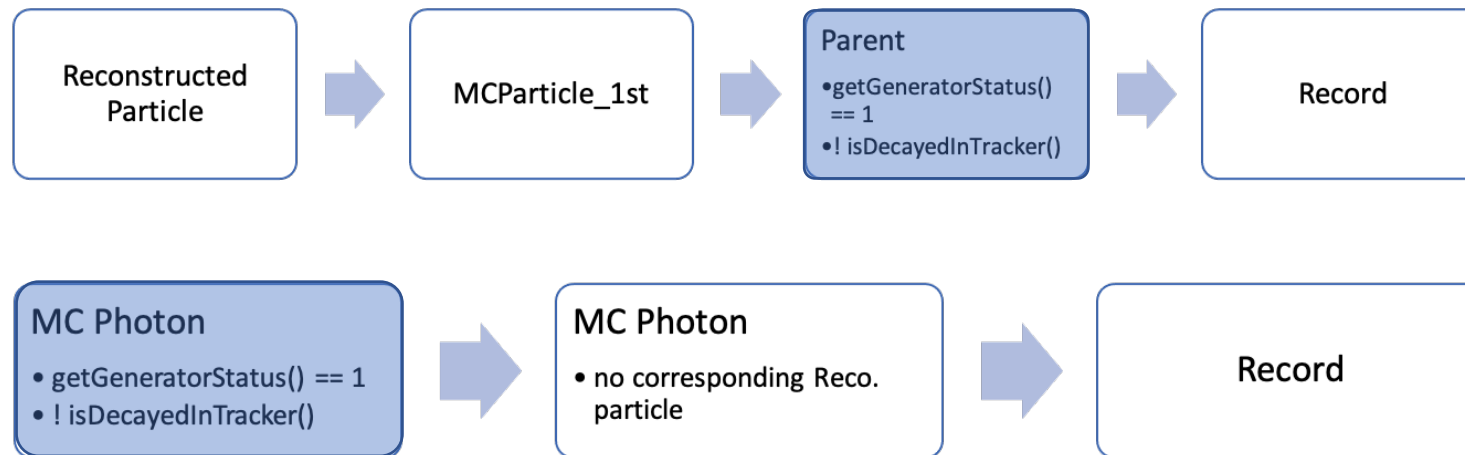 Reconstructed
Particle
MCParticle_1st
Parent
•getGeneratorStatus()
== 1
•! isDecayedInTracker()
Record
MC Photon
• getGeneratorStatus() == 1
• ! isDecayedInTracker()
MC Photon
• no corresponding Reco.
particle
Record